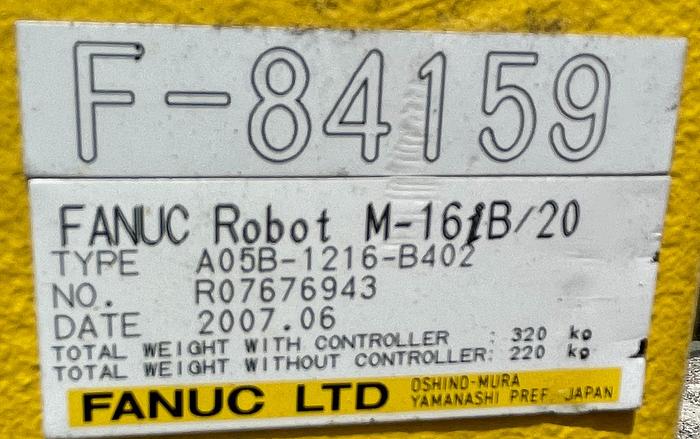 F-84159
FANUC Robot M-16iB/20
TYPE A05B-1216-B402
NO. R07676943
DATE 2007.06
TOTAL WEIGHT WITH CONTROLLER : 320 kg
TOTAL WEIGHT WITHOUT CONTROLLER: 220 kg
FANUC LTD OSHINO-MURA
YAMANASHI PREF. JAPAN